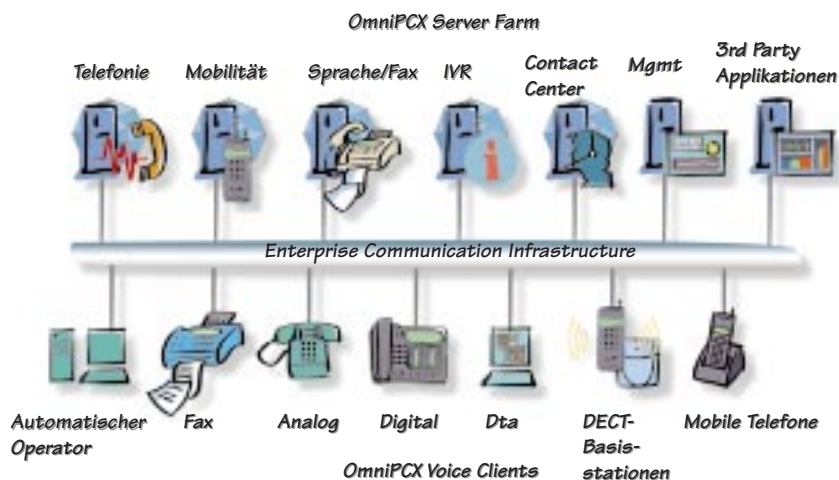 OmniPCX Server Farm
Telefonie
Mobilität
Sprache/Fax
IVR
Contact
Center
Mgmt
3rd Party
Applikationen
Enterprise Communication Infrastructure
Automatischer
Operator
Fax
Analog
Digital
Dta
DECT-
Basis-
stationen
Mobile Telefone
OmniPCX Voice Clients